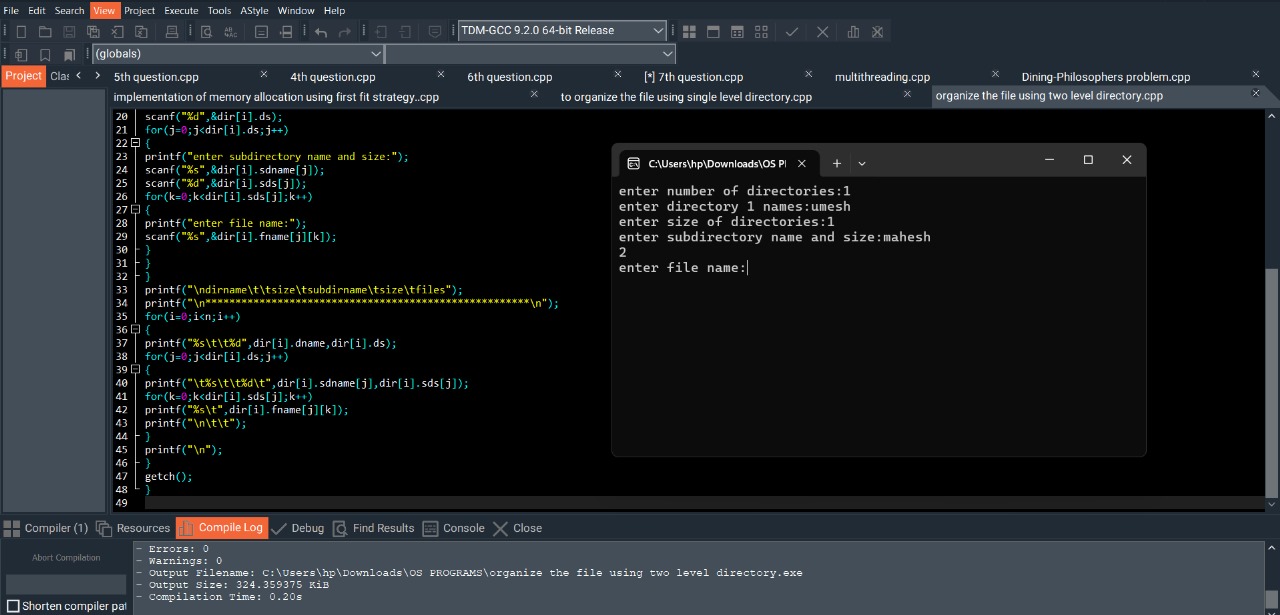 File Edit Search View Project Execute Tools AStyle Window Help
TDM-GCC 9.2.0 64-bit Release
(globals)
Project Clas
5th question.cpp 4th question.cpp 6th question.cpp [*] 7th question.cpp multithreading.cpp Dining-Philosophers problem.cpp
implementation of memory allocation using first fit strategy..cpp to organize the file using single level directory.cpp organize the file using two level directory.cpp
20 scanf("%d",&dir[i].ds);
21 for(j=0;j<dir[i].ds;j++)
22 {
23 printf("enter subdirectory name and size:");
24 scanf("%s",&dir[i].sdname[j]);
25 scanf("%d",&dir[i].sds[j]);
26 for(k=0;k<dir[i].sds[j];k++)
27 {
28 printf("enter file name:");
29 scanf("%s",&dir[i].fname[j][k]);
30 }
31 }
32 }
33 printf("\ndirname\t\tsize\tsubdirname\tsize\tfiles");
34 printf("\n******************************************************\n");
35 for(i=0;i<n;i++)
36 {
37 printf("%s\t\t%d",dir[i].dname,dir[i].ds);
38 for(j=0;j<dir[i].ds;j++)
39 {
40 printf("\t%s\t\t%d\t",dir[i].sdname[j],dir[i].sds[j]);
41 for(k=0;k<dir[i].sds[j];k++)
42 printf("%s\t",dir[i].fname[j][k]);
43 printf("\n\t\t");
44 }
45 printf("\n");
46 }
47 getch();
48 }
49
C:\Users\hp\Downloads\OS P
enter number of directories:1
enter directory 1 names:umesh
enter size of directories:1
enter subdirectory name and size:mahesh
2
enter file name:
Compiler (1) Resources Compile Log Debug Find Results Console Close
Abort Compilation
Shorten compiler pat
- Errors: 0
- Warnings: 0
- Output Filename: C:\Users\hp\Downloads\OS PROGRAMS\organize the file using two level directory.exe
- Output Size: 324.359375 KiB
- Compilation Time: 0.20s